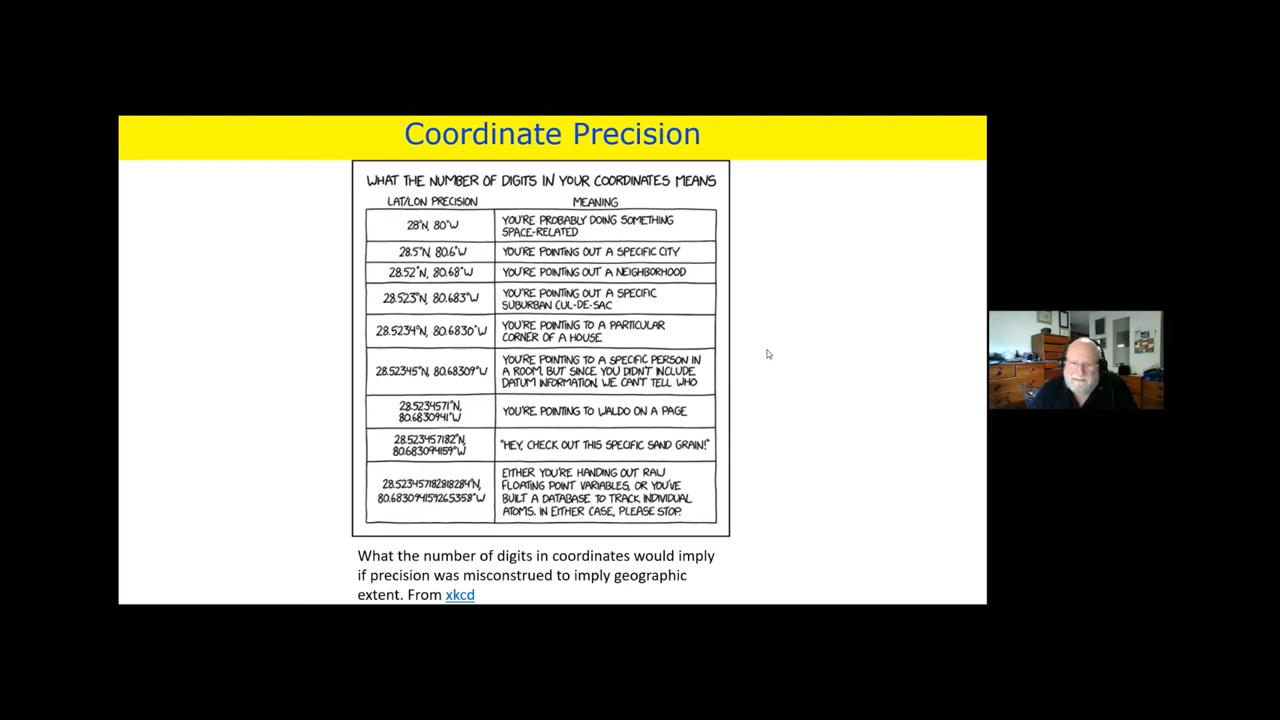 Coordinate Precision
WHAT THE NUMBER OF DIGITS IN YOUR COORDINATES MEANS
LAT/LON PRECISION MEANING
28°N, 80°W YOU'RE PROBABLY DOING SOMETHING
SPACE-RELATED
28.5°N, 80.6°W YOU'RE POINTING OUT A SPECIFIC CITY
28.52°N, 80.68°W YOU'RE POINTING OUT A NEIGHBORHOOD
28.523°N, 80.683°W YOU'RE POINTING OUT A SPECIFIC
SUBURBAN CUL-DE-SAC
28.5234°N, 80.6830°W YOU'RE POINTING TO A PARTICULAR
CORNER OF A HOUSE
28.52345°N, 80.68309°W YOU'RE POINTING TO A SPECIFIC PERSON IN
A ROOM, BUT SINCE YOU DIDN'T INCLUDE
DATUM INFORMATION, WE CAN'T TELL WHO
28.5234571°N,
80.6830941°W YOU'RE POINTING TO WALDO ON A PAGE
28.523457182°N,
80.683094159°W "HEY, CHECK OUT THIS SPECIFIC SAND GRAIN!"
28.523457182818284°N,
80.683094159265358°W EITHER YOU'RE HANDING OUT RAW
FLOATING POINT VARIABLES, OR YOU'VE
BUILT A DATABASE TO TRACK INDIVIDUAL
ATOMS. IN EITHER CASE, PLEASE STOP.
What the number of digits in coordinates would imply
if precision was misconstrued to imply geographic
extent. From xkcd